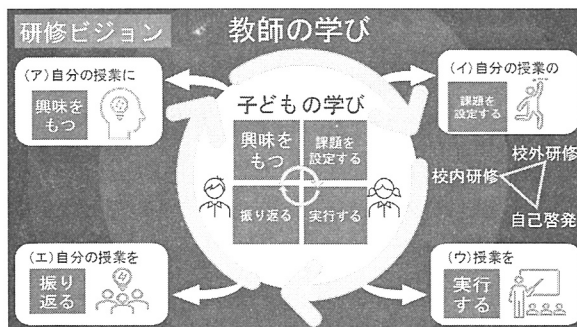 研修ビジョン
教師の学び
(ア)自分の授業に
興味を
もつ
(イ)自分の授業の
課題を
設定する
子どもの学び
興味を
もつ
課題を
設定する
振り返る
実行する
校外研修
校内研修
自己啓発
(エ)自分の授業を
振り
返る
(ウ)授業を
実行
する